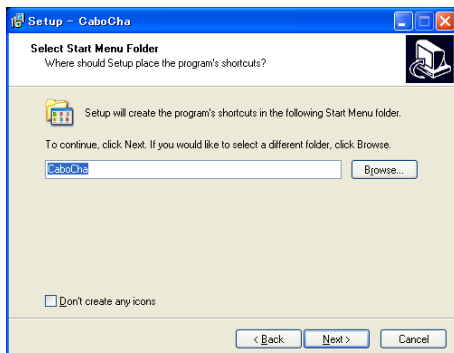 Setup - CaboCha
Select Start Menu Folder
Where should Setup place the program's shortcuts?
Setup will create the program's shortcuts in the following Start Menu folder.
To continue, click Next. If you would like to select a different folder, click Browse.
CaboCha
Browse...
Don't create any icons
< Back
Next >
Cancel